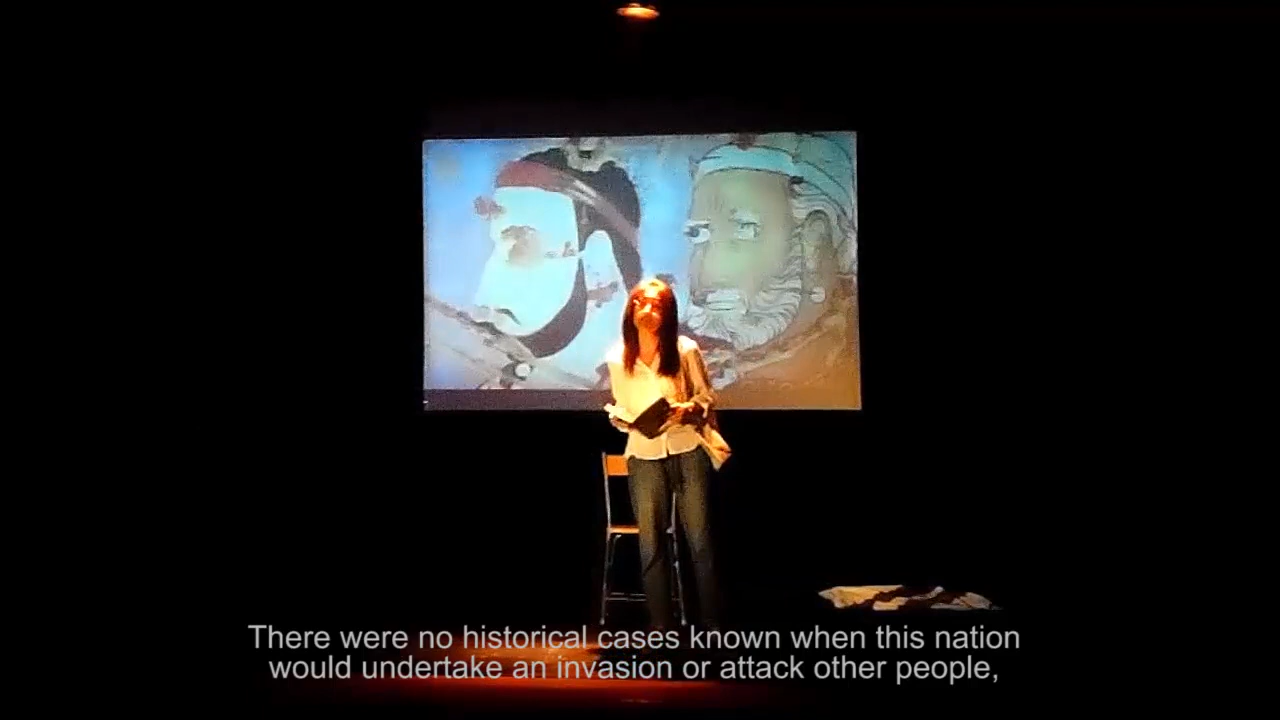 There were no historical cases known when this nation
would undertake an invasion or attack other people,